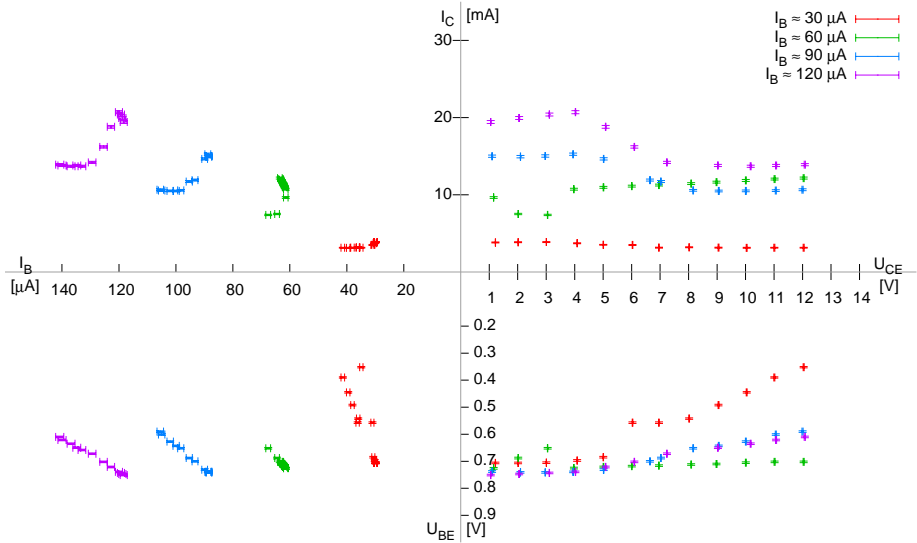 I_C [mA]
I_B ≈ 30 µA
I_B ≈ 60 µA
I_B ≈ 90 µA
I_B ≈ 120 µA
30
20
10
I_B
[µA]
140 120 100 80 60 40 20
U_CE
[V]
1 2 3 4 5 6 7 8 9 10 11 12 13 14
0.2
0.3
0.4
0.5
0.6
0.7
0.8
0.9
U_BE [V]